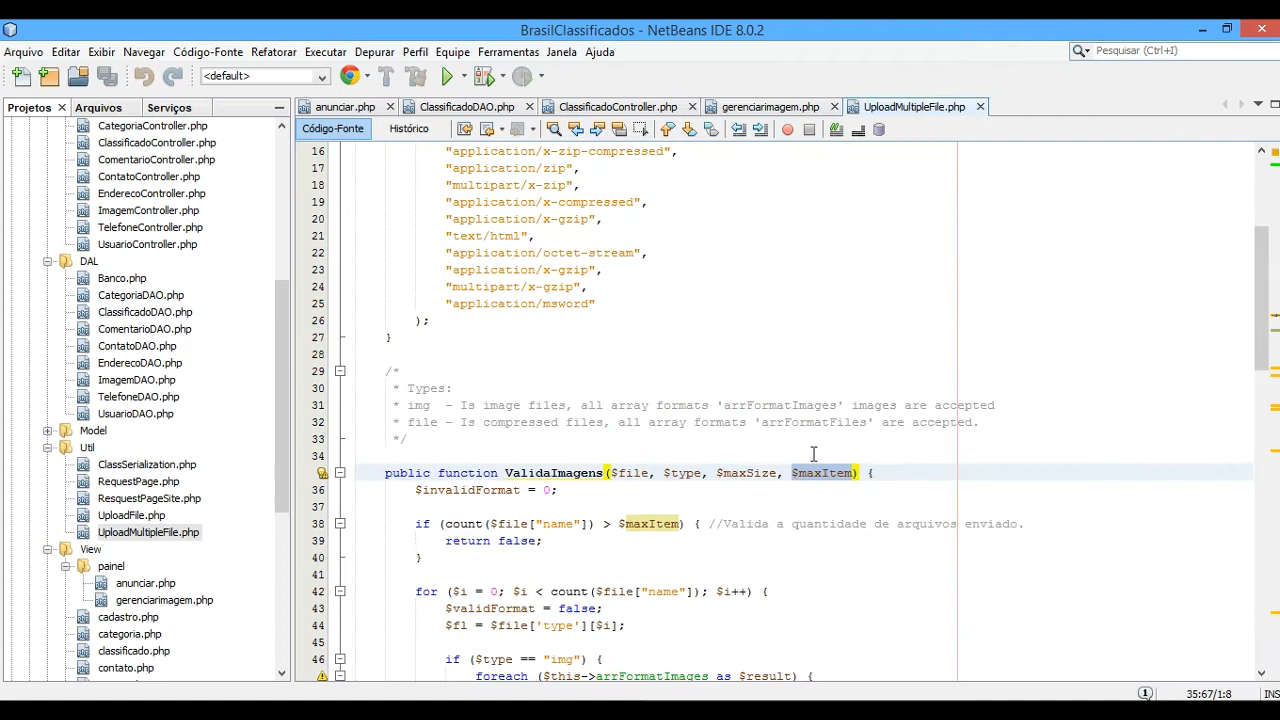 BrasilClassificados - NetBeans IDE 8.0.2
Arquivo Editar Exibir Navegar Código-Fonte Refatorar Executar Depurar Perfil Equipe Ferramentas Janela Ajuda
Pesquisar (Ctrl+I)
<default>
Projetos Arquivos Serviços
anunciar.php ClassificadoDAO.php ClassificadoController.php gerenciarimagem.php UploadMultipleFile.php
Código-Fonte Histórico
CategoriaController.php
ClassificadoController.php
ComentarioController.php
ContatoController.php
EnderecoController.php
ImagemController.php
TelefoneController.php
UsuarioController.php
DAL
Banco.php
CategoriaDAO.php
ClassificadoDAO.php
ComentarioDAO.php
ContatoDAO.php
EnderecoDAO.php
ImagemDAO.php
TelefoneDAO.php
UsuarioDAO.php
Model
Util
ClassSerialization.php
RequestPage.php
ResquestPageSite.php
UploadFile.php
UploadMultipleFile.php
View
painel
anunciar.php
gerenciarimagem.php
cadastro.php
categoria.php
classificado.php
contato.php
16 "application/x-zip-compressed",
17 "application/zip",
18 "multipart/x-zip",
19 "application/x-compressed",
20 "application/x-gzip",
21 "text/html",
22 "application/octet-stream",
23 "application/x-gzip",
24 "multipart/x-gzip",
25 "application/msword"
26 );
27 }
28
29 /*
30 * Types:
31 * img – Is image files, all array formats 'arrFormatImages' images are accepted
32 * file – Is compressed files, all array formats 'arrFormatFiles' are accepted.
33 */
34
public function ValidaImagens($file, $type, $maxSize, $maxItem) {
36 $invalidFormat = 0;
37
38 if (count($file["name"]) > $maxItem) { //Valida a quantidade de arquivos enviado.
39 return false;
40 }
41
42 for ($i = 0; $i < count($file["name"]); $i++) {
43 $validFormat = false;
44 $fl = $file['type'][$i];
45
46 if ($type == "img") {
foreach ($this->arrFormatImages as $result) {
1
35:67/1:8
INS